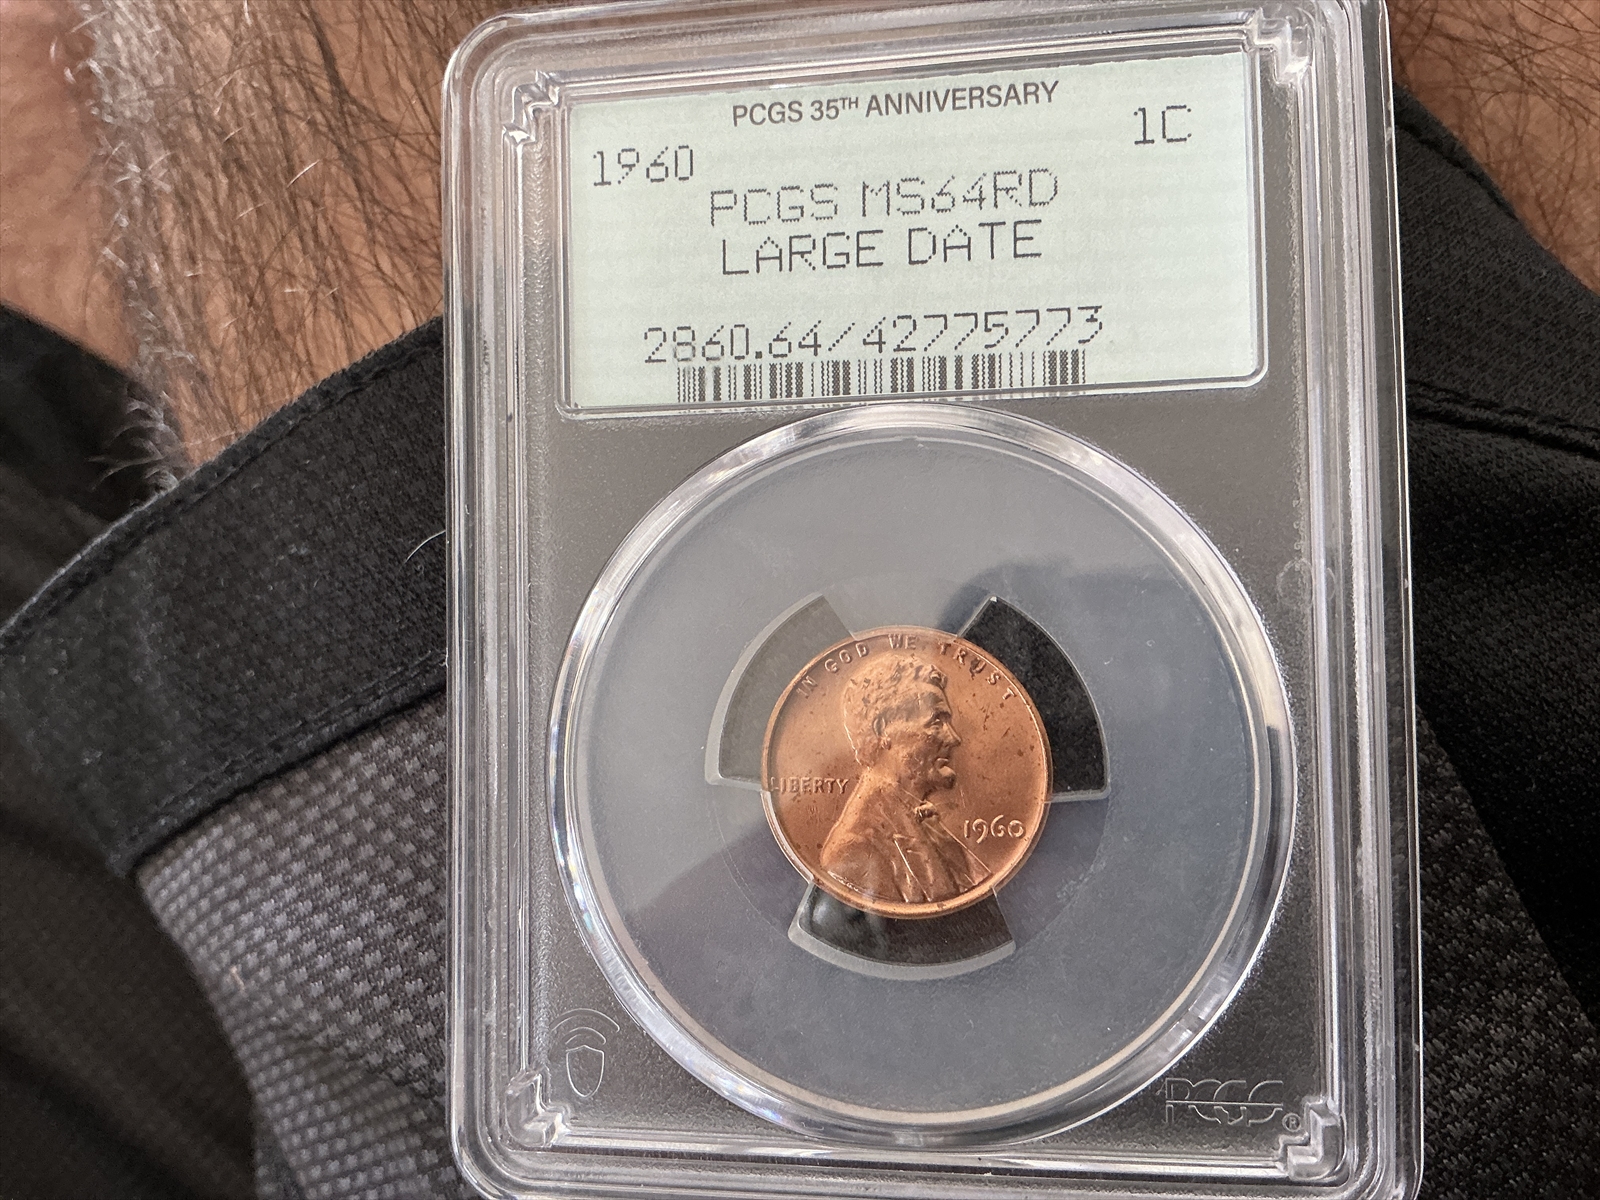 PCGS 35TH ANNIVERSARY
1960 1C
PCGS MS64RD
LARGE DATE
2860.64/42775773
IN GOD WE TRUST
LIBERTY
1960
PCGS®